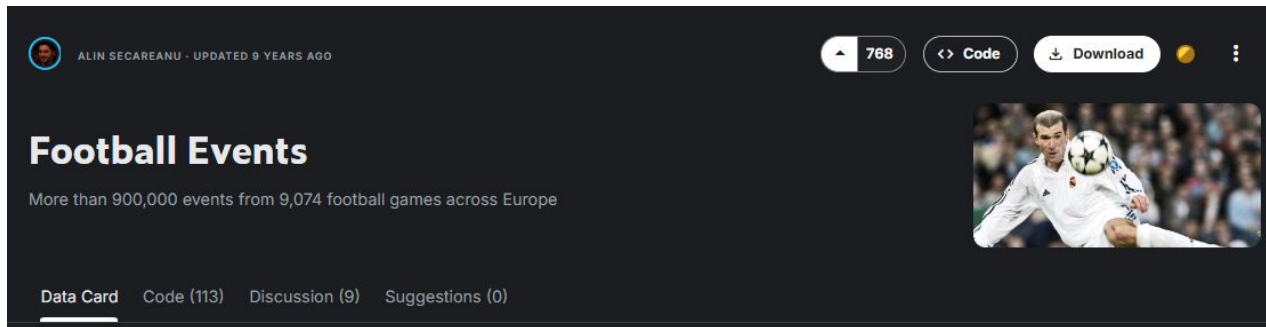 ALIN SECAREANU · UPDATED 9 YEARS AGO
768
<> Code
Download
Football Events
More than 900,000 events from 9,074 football games across Europe
Data Card
Code (113)
Discussion (9)
Suggestions (0)